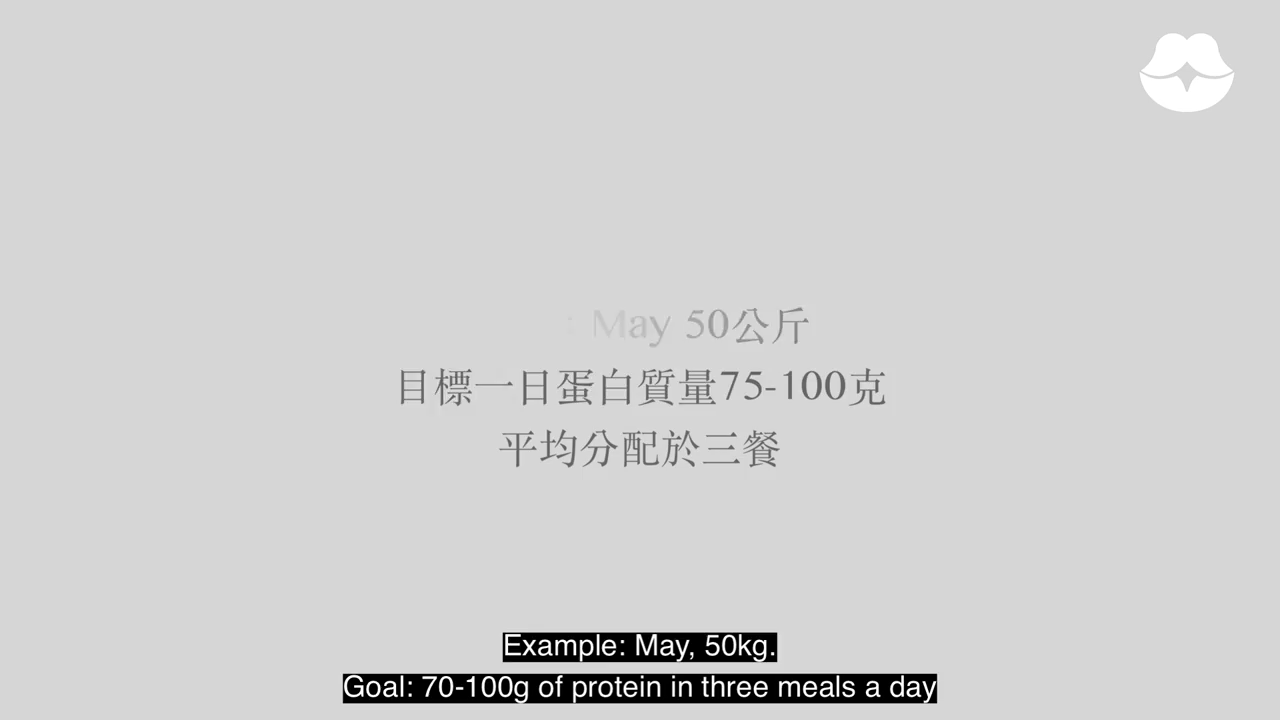 : May 50公斤
目標一日蛋白質量75-100克
平均分配於三餐
Example: May, 50kg.
Goal: 70-100g of protein in three meals a day